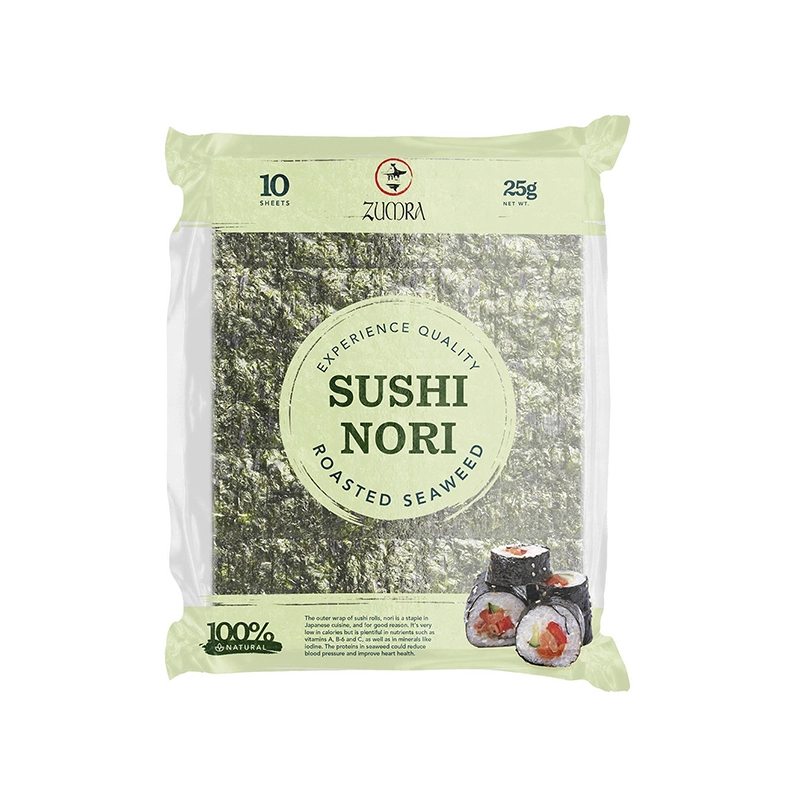 10
SHEETS
ZUMRA
25g
NET WT.
EXPERIENCE QUALITY
SUSHI
NORI
ROASTED SEAWEED
100%
NATURAL
The outer wrap of sushi rolls, nori is a staple in
Japanese cuisine, and for good reason. It's very
low in calories but is plentiful in nutrients such as
vitamins A, B-6 and C, as well as in minerals like
iodine. The proteins in seaweed could reduce
blood pressure and improve heart health.